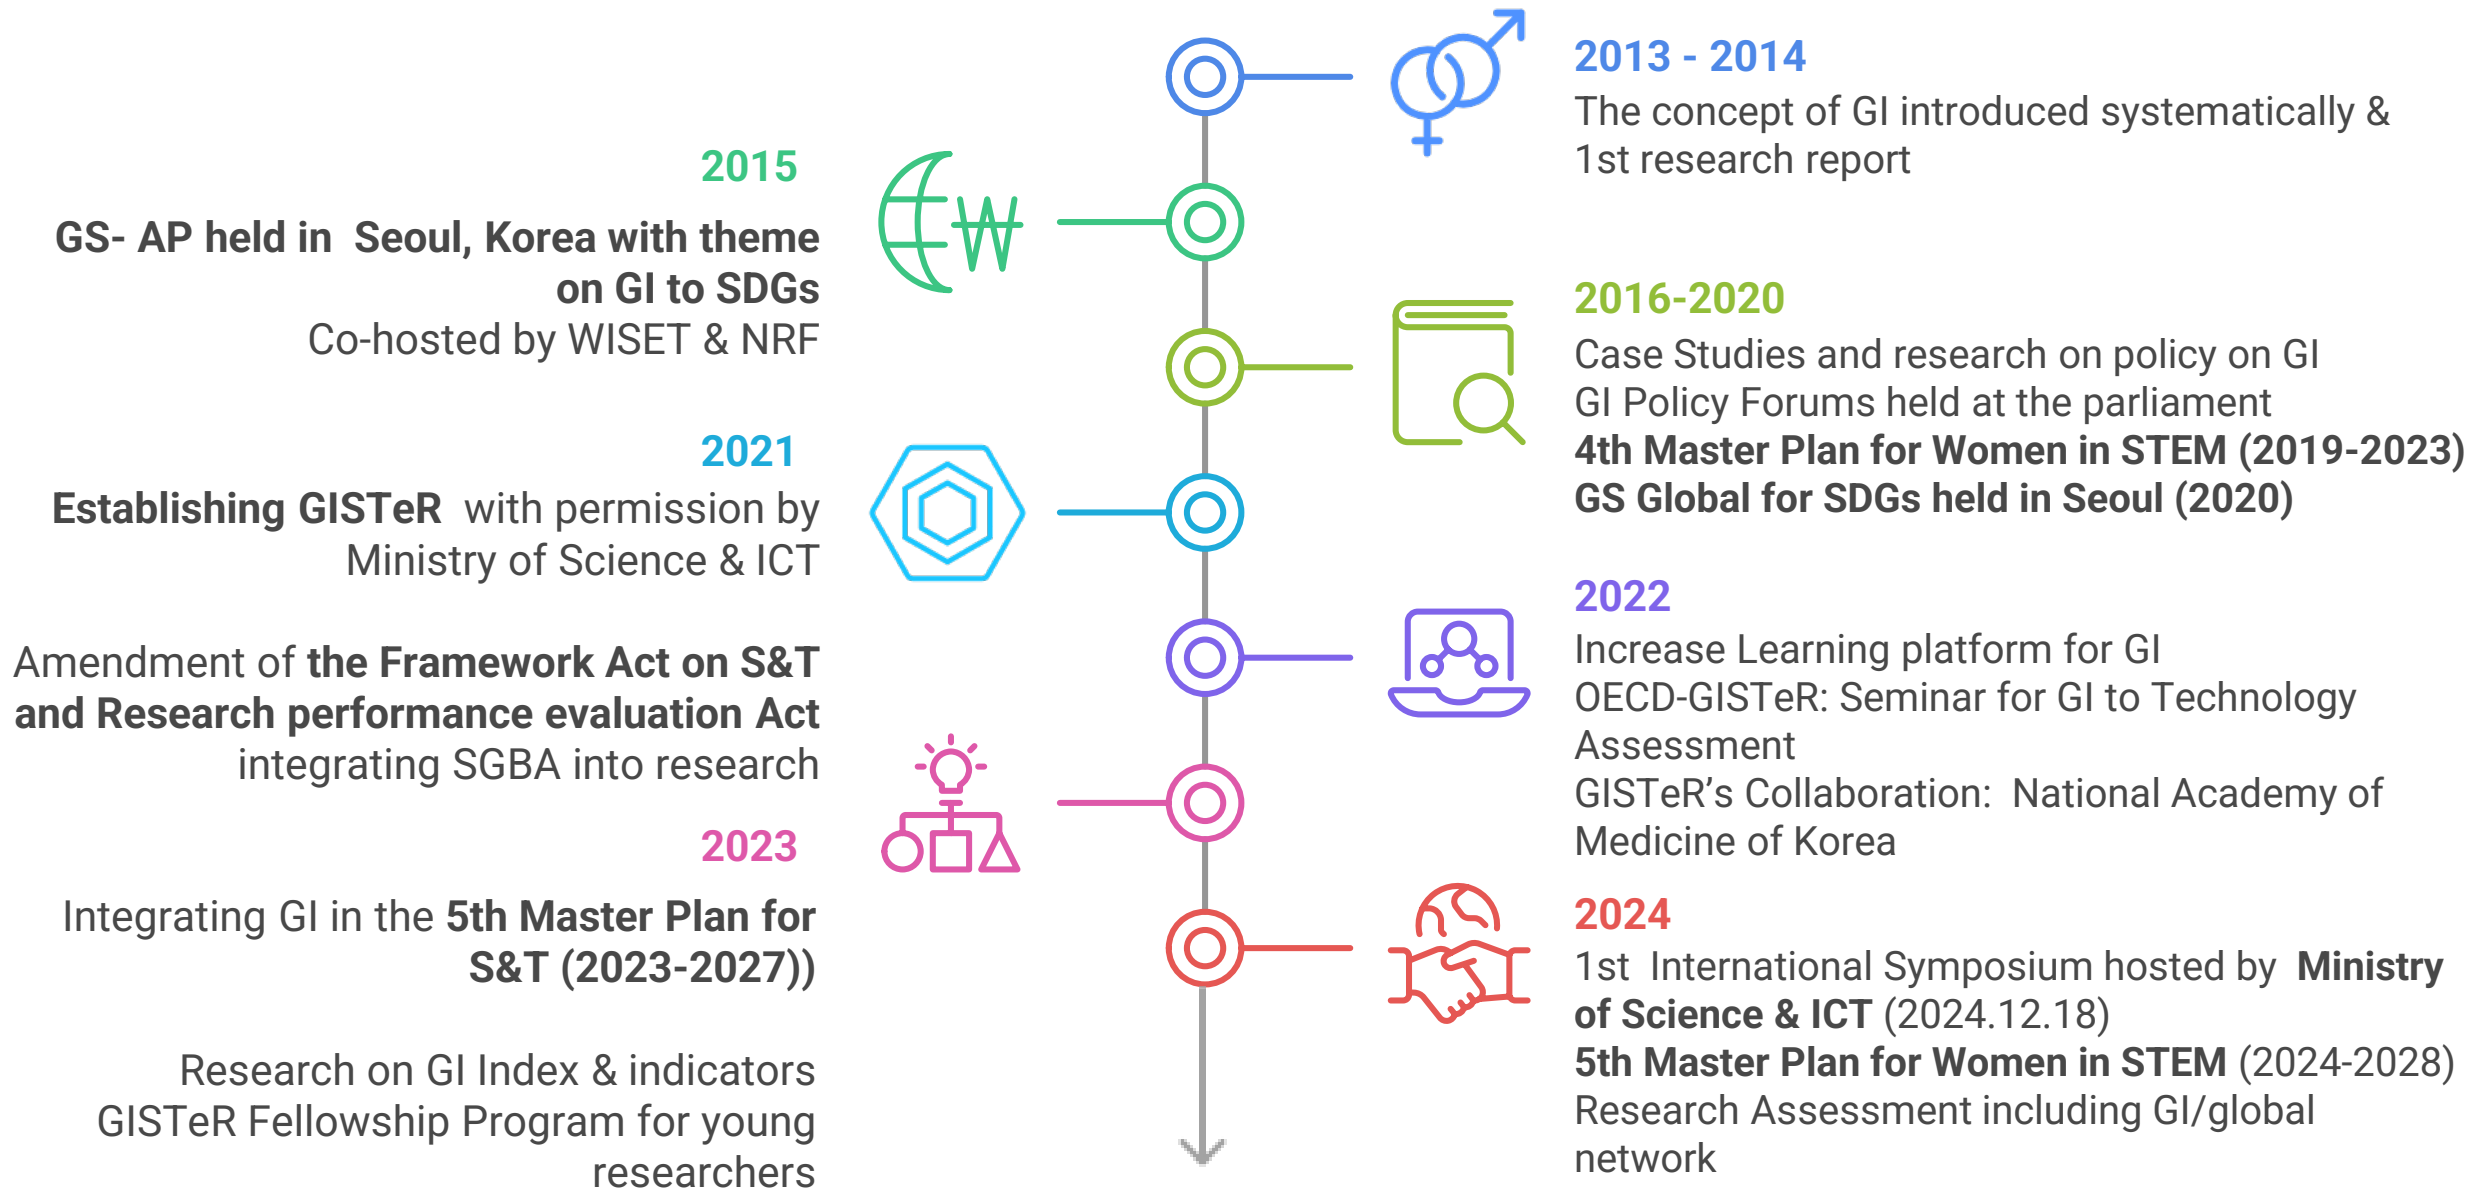 2013 - 2014
The concept of GI introduced systematically &
1st research report
2015
GS- AP held in Seoul, Korea with theme
on GI to SDGs
Co-hosted by WISET & NRF
2016-2020
Case Studies and research on policy on GI
GI Policy Forums held at the parliament
4th Master Plan for Women in STEM (2019-2023)
GS Global for SDGs held in Seoul (2020)
2021
Establishing GISTeR with permission by
Ministry of Science & ICT
Amendment of the Framework Act on S&T
and Research performance evaluation Act
integrating SGBA into research
2022
Increase Learning platform for GI
OECD-GISTeR: Seminar for GI to Technology
Assessment
GISTeR’s Collaboration: National Academy of
Medicine of Korea
2023
Integrating GI in the 5th Master Plan for
S&T (2023-2027))
Research on GI Index & indicators
GISTeR Fellowship Program for young
researchers
2024
1st International Symposium hosted by Ministry
of Science & ICT (2024.12.18)
5th Master Plan for Women in STEM (2024-2028)
Research Assessment including GI/global
network